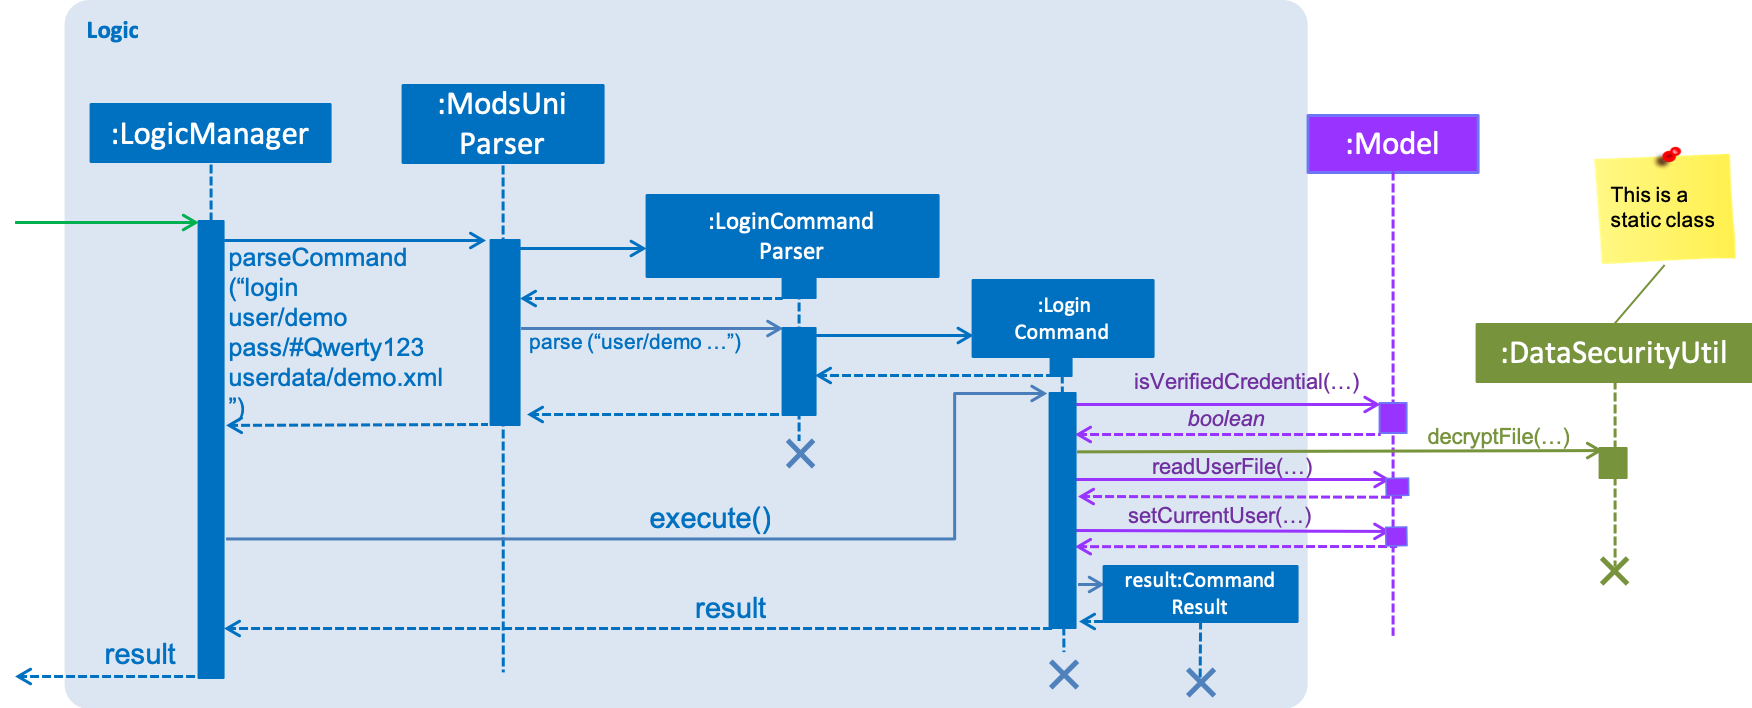 Logic
:LogicManager
:ModsUni
Parser
:LoginCommand
Parser
:Login
Command
:Model
This is a
static class
:DataSecurityUtil
parseCommand
(“login
user/demo
pass/#Qwerty123
userdata/demo.xml
”)
parse (“user/demo …”)
isVerifiedCredential(…)
boolean
decryptFile(…)
readUserFile(…)
setCurrentUser(…)
execute()
result:Command
Result
result
result